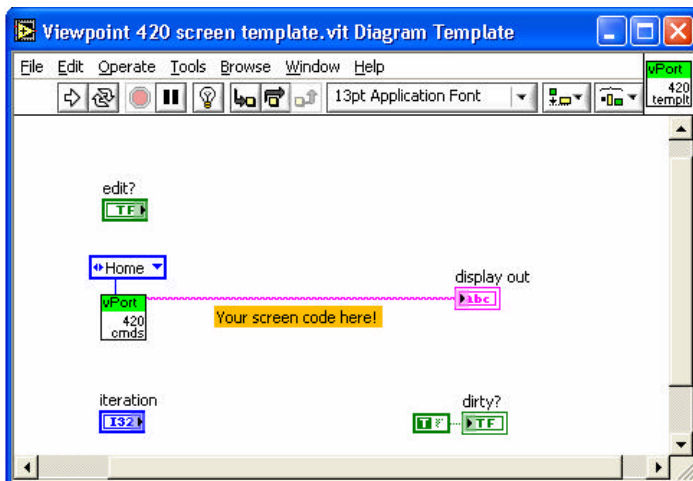 Viewpoint 420 screen template.vit Diagram Template
File Edit Operate Tools Browse Window Help
vPort
420
templt
13pt Application Font
edit?
TF
Home
vPort
420
cmds
display out
abc
Your screen code here!
iteration
I32
dirty?
T
TF